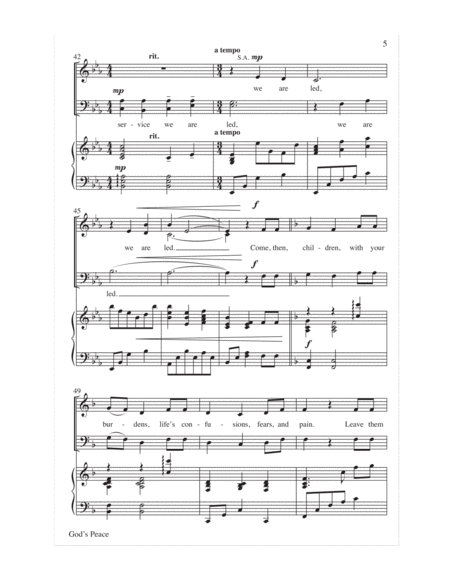 5
42
rit.
a tempo
S.A. mp
we are led,
mp
ser - vice we are led, we are
rit.
a tempo
mp
45
f
we are led. Come, then, chil - dren, with your
f
led.
f
49
bur - dens, life's con - fu - sions, fears, and pain. Leave them
God's Peace